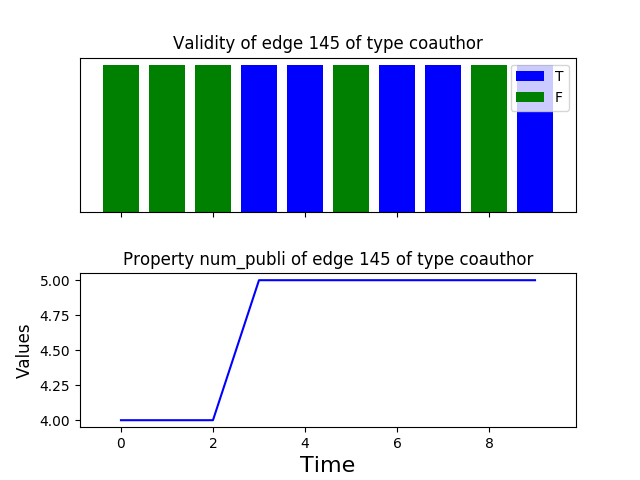 Validity of edge 145 of type coauthor
T
F
Property num_publi of edge 145 of type coauthor
5.00
4.75
4.50
4.25
4.00
Values
0 2 4 6 8
Time